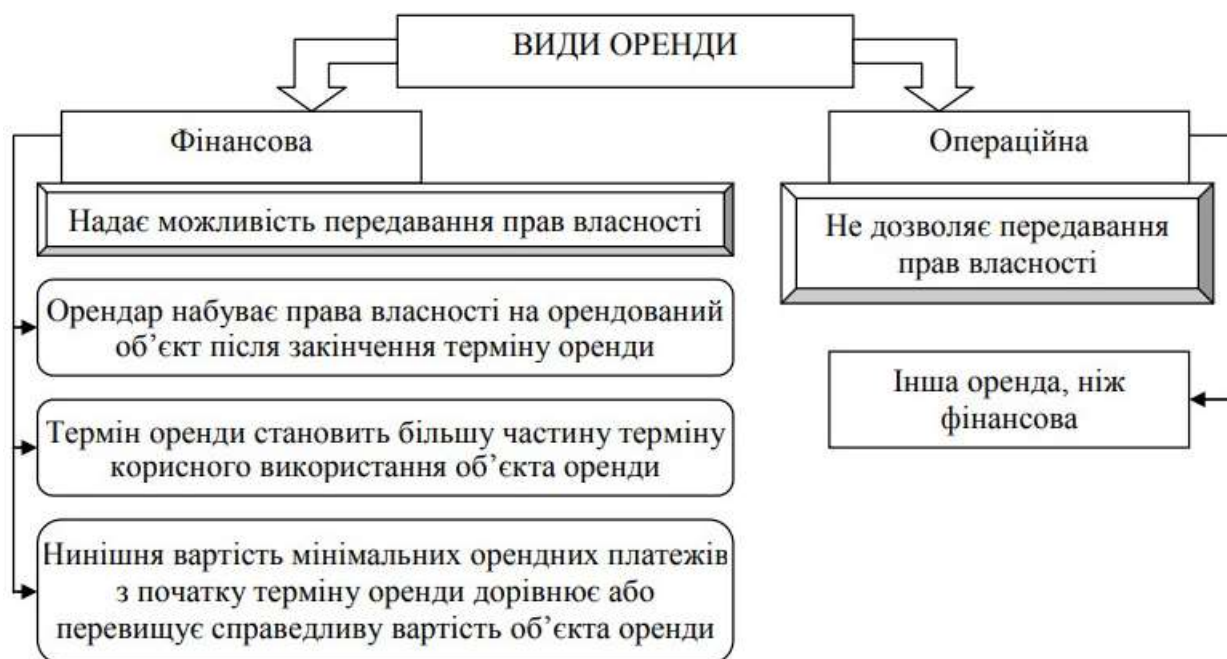 ВИДИ ОРЕНДИ
Фінансова
Надає можливість передавання прав власності
Орендар набуває права власності на орендований
об’єкт після закінчення терміну оренди
Термін оренди становить більшу частину терміну
корисного використання об’єкта оренди
Нинішня вартість мінімальних орендних платежів
з початку терміну оренди дорівнює або
перевищує справедливу вартість об’єкта оренди
Операційна
Не дозволяє передавання
прав власності
Інша оренда, ніж
фінансова